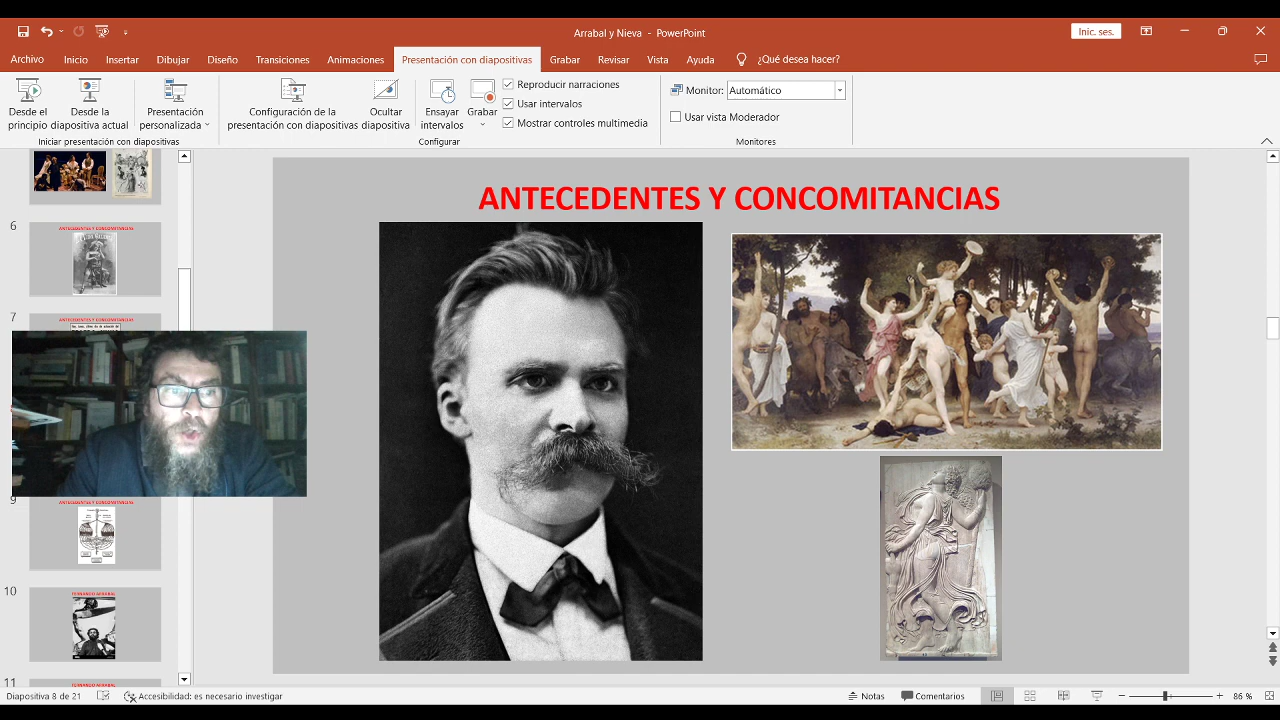 Arrabal y Nieva - PowerPoint
Inic. ses.
Archivo Inicio Insertar Dibujar Diseño Transiciones Animaciones Presentación con diapositivas Grabar Revisar Vista Ayuda ¿Qué desea hacer?
Desde el principio
Desde la diapositiva actual
Presentación personalizada
Iniciar presentación con diapositivas
Configuración de la presentación con diapositivas
Ocultar diapositiva
Ensayar intervalos
Grabar
Reproducir narraciones
Usar intervalos
Mostrar controles multimedia
Configurar
Monitor: Automático
Usar vista Moderador
Monitores
6
ANTECEDENTES Y CONCOMITANCIAS
7
ANTECEDENTES Y CONCOMITANCIAS
9
ANTECEDENTES Y CONCOMITANCIAS
10
FERNANDO ARRABAL
11
FERNANDO ARRABAL
ANTECEDENTES Y CONCOMITANCIAS
Diapositiva 8 de 21
Accesibilidad: es necesario investigar
Notas
Comentarios
86 %